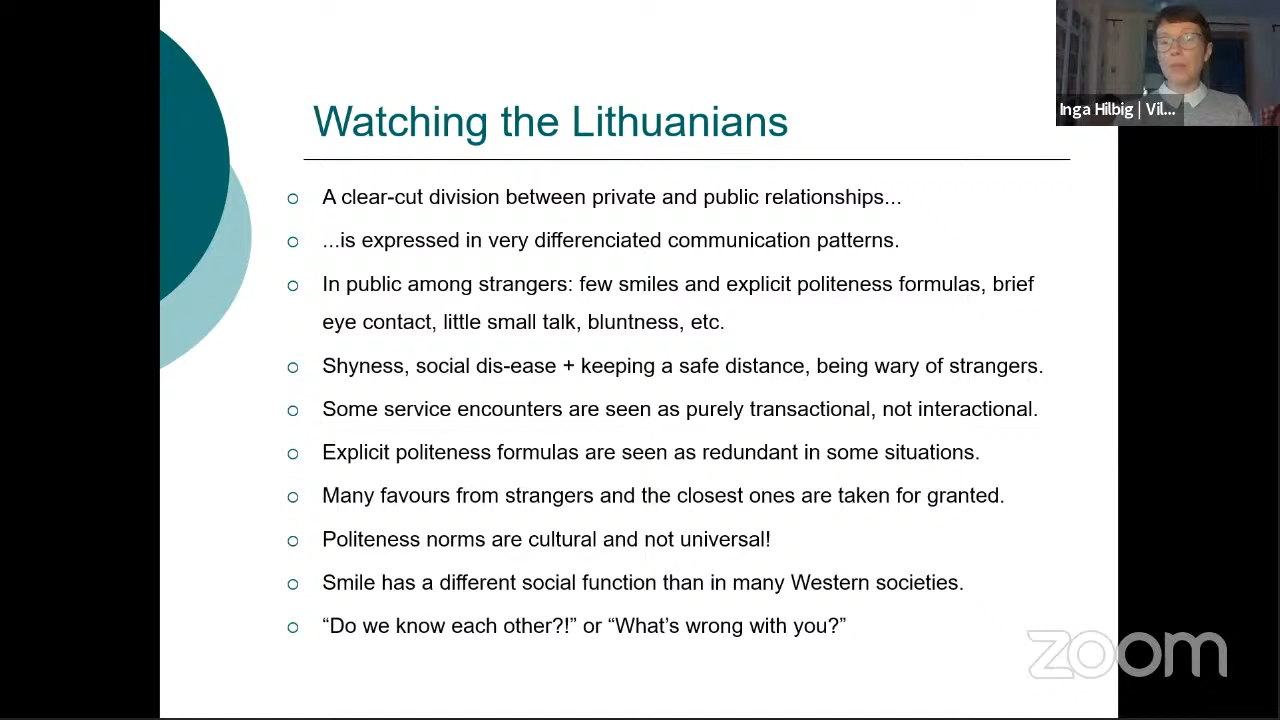 Watching the Lithuanians
A clear-cut division between private and public relationships...
...is expressed in very differenciated communication patterns.
In public among strangers: few smiles and explicit politeness formulas, brief
eye contact, little small talk, bluntness, etc.
Shyness, social dis-ease + keeping a safe distance, being wary of strangers.
Some service encounters are seen as purely transactional, not interactional.
Explicit politeness formulas are seen as redundant in some situations.
Many favours from strangers and the closest ones are taken for granted.
Politeness norms are cultural and not universal!
Smile has a different social function than in many Western societies.
“Do we know each other?!” or “What’s wrong with you?”
Inga Hilbig | Vil...
zoom